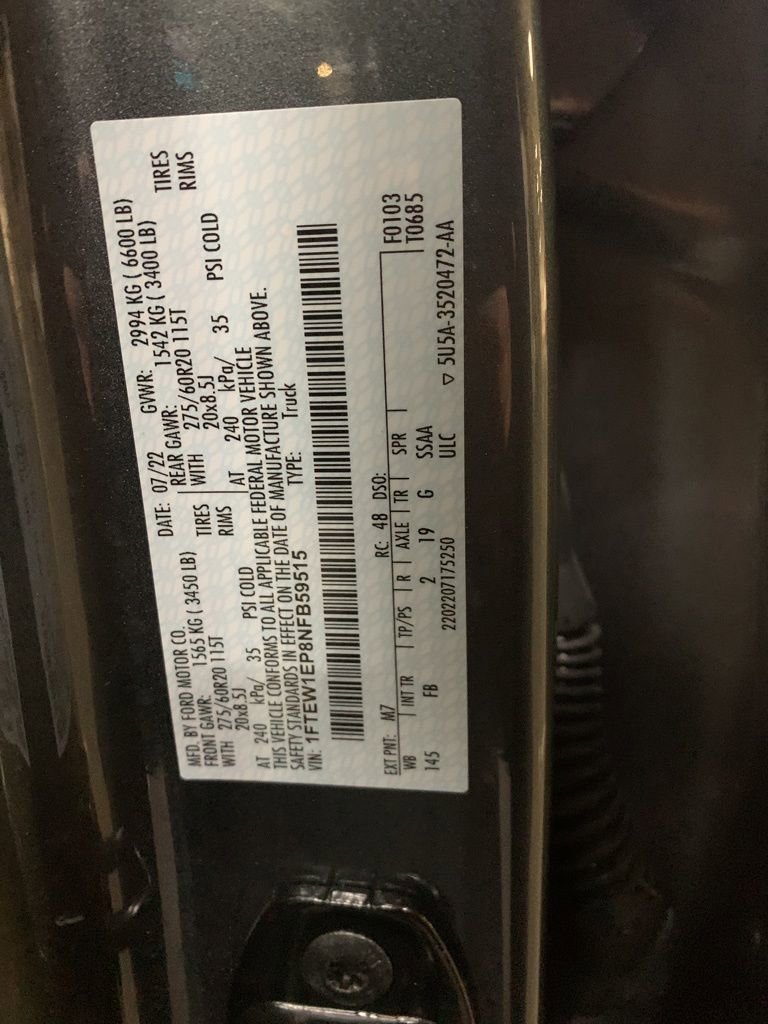 MFD. BY FORD MOTOR CO.
DATE: 07/22 GVWR: 2994 KG ( 6600 LB)
FRONT GAWR: 1565 KG ( 3450 LB) REAR GAWR: 1542 KG ( 3400 LB)
WITH 275/60R20 115T TIRES WITH 275/60R20 115T TIRES
20x8.5J RIMS 20x8.5J RIMS
AT 240 kPa/ 35 PSI COLD AT 240 kPa/ 35 PSI COLD
THIS VEHICLE CONFORMS TO ALL APPLICABLE FEDERAL MOTOR VEHICLE
SAFETY STANDARDS IN EFFECT ON THE DATE OF MANUFACTURE SHOWN ABOVE.
VIN: 1FTEW1EP8NFB59515 TYPE: Truck
EXT PNT: M7 RC: 48 DSO: F0103
WB INT TR TP/PS R AXLE TR SPR T0685
145 FB 2 19 G SSAA
2202207175250 ULC ▽ 5U5A-3520472-AA